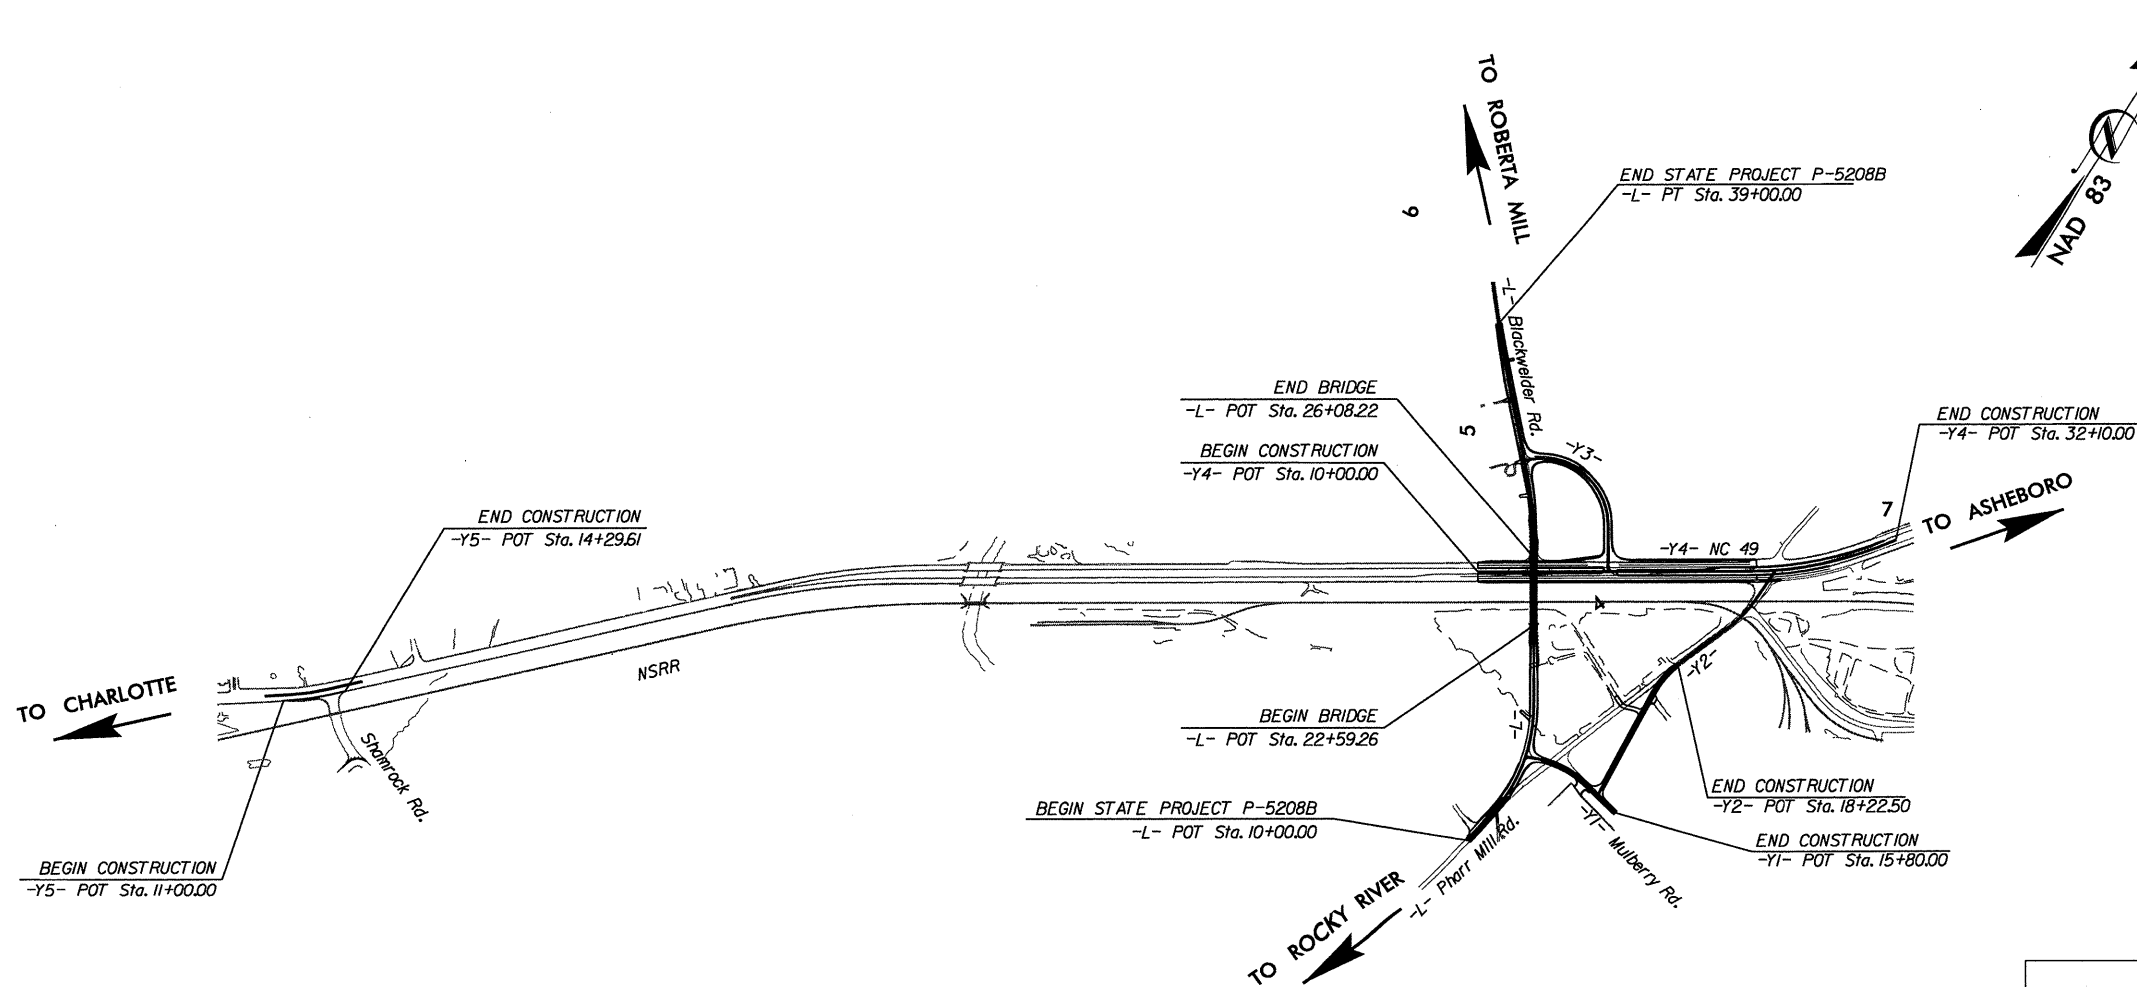 TO ROBERTA MILL
6
NAD 83
END STATE PROJECT P-5208B
-L- PT Sta. 39+00.00
-L- Blackwelder Rd.
END BRIDGE
-L- POT Sta. 26+08.22
5
-Y3-
END CONSTRUCTION
-Y4- POT Sta. 32+10.00
BEGIN CONSTRUCTION
-Y4- POT Sta. 10+00.00
7
TO ASHEBORO
END CONSTRUCTION
-Y5- POT Sta. 14+29.61
-Y4- NC 49
4
NSRR
-Y2-
TO CHARLOTTE
BEGIN BRIDGE
-L- POT Sta. 22+59.26
-L-
Shamrock Rd.
END CONSTRUCTION
-Y2- POT Sta. 18+22.50
BEGIN STATE PROJECT P-5208B
-L- POT Sta. 10+00.00
END CONSTRUCTION
-Y1- POT Sta. 15+80.00
-Y1- Mulberry Rd.
-L- Pharr Mill Rd.
BEGIN CONSTRUCTION
-Y5- POT Sta. 11+00.00
TO ROCKY RIVER